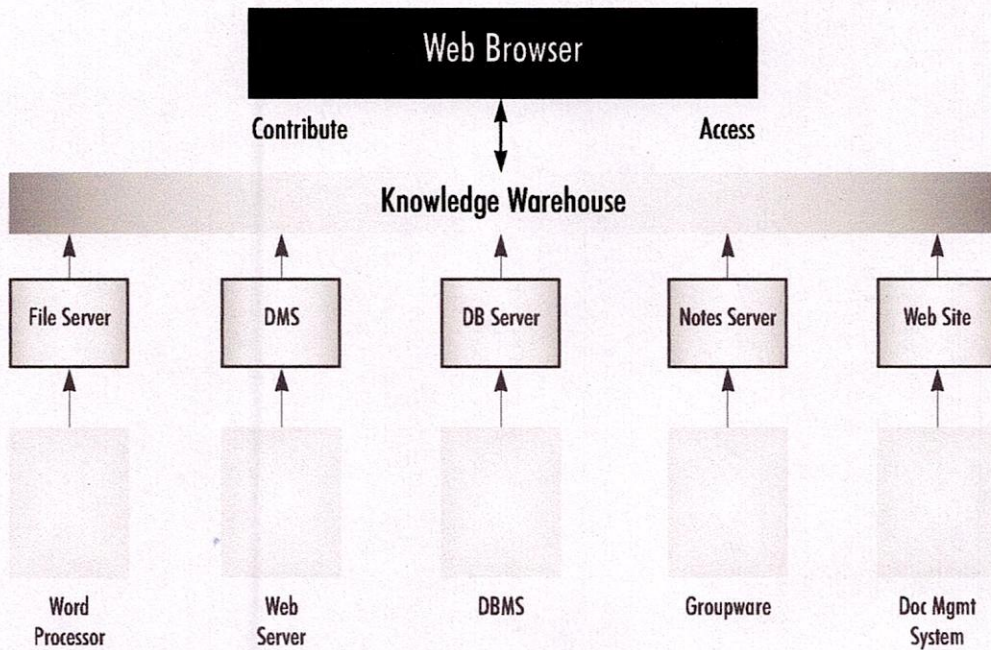 Web Browser
Contribute
Access
Knowledge Warehouse
File Server
DMS
DB Server
Notes Server
Web Site
Word
Processor
Web
Server
DBMS
Groupware
Doc Mgmt
System